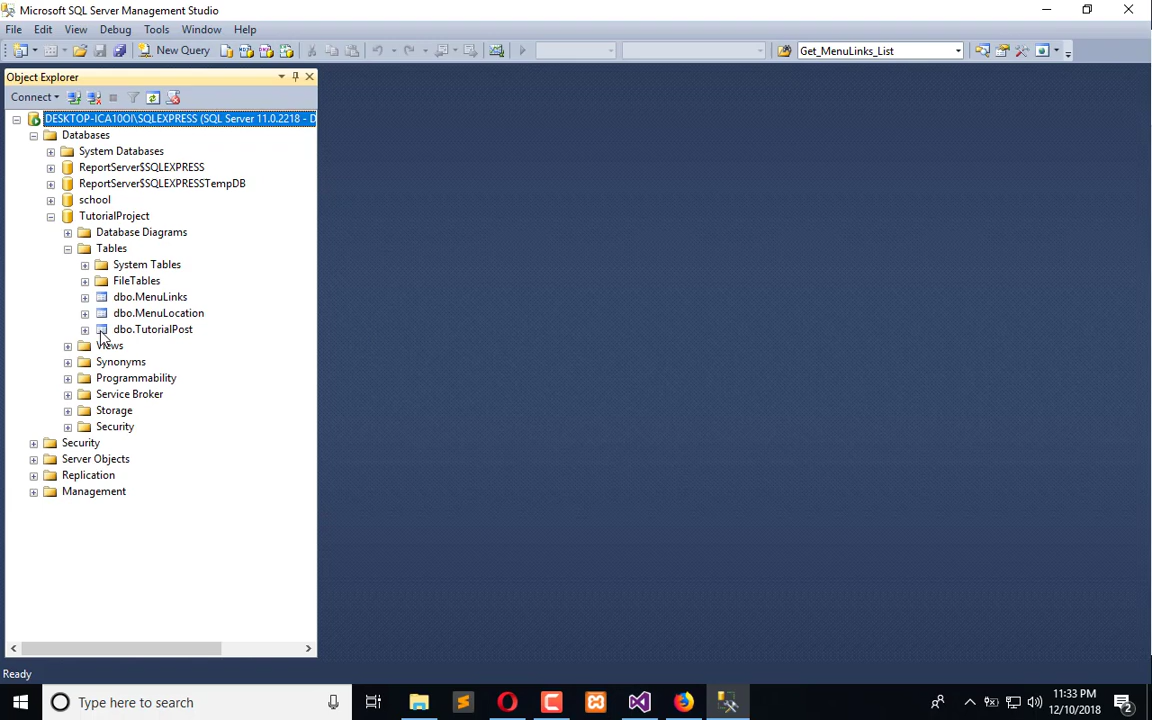 Microsoft SQL Server Management Studio
File Edit View Debug Tools Window Help
New Query Get_MenuLinks_List
Object Explorer
Connect
DESKTOP-ICA10OI\SQLEXPRESS (SQL Server 11.0.2218 - D
Databases
System Databases
ReportServer$SQLEXPRESS
ReportServer$SQLEXPRESSTempDB
school
TutorialProject
Database Diagrams
Tables
System Tables
FileTables
dbo.MenuLinks
dbo.MenuLocation
dbo.TutorialPost
Views
Synonyms
Programmability
Service Broker
Storage
Security
Security
Server Objects
Replication
Management
Ready
Type here to search
11:33 PM
12/10/2018
2